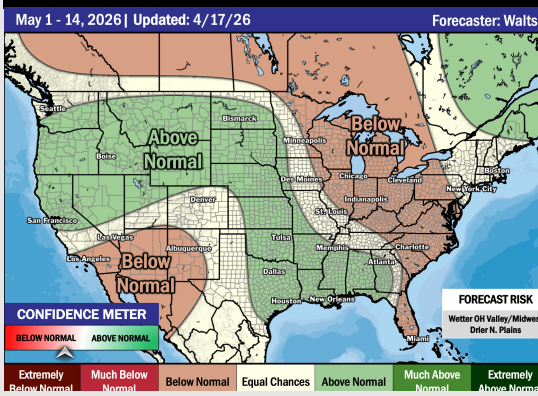 May 1 - 14, 2026 | Updated: 4/17/26
Forecaster: Walts
Seattle
Bismarck
Above
Normal
Below
Normal
Minneapolis
Boise
Boston
Des Moines
Chicago
Cleveland
New York City
Denver
Indianapolis
San Francisco
St. Louis
Las Vegas
Albuquerque
Tulsa
Memphis
Charlotte
Los Angeles
Below
Normal
Atlanta
Dallas
Houston
New Orleans
Miami
CONFIDENCE METER
BELOW NORMAL
ABOVE NORMAL
FORECAST RISK
Wetter OH Valley/Midwes
Drier N. Plains
Extremely
Below Normal
Much Below
Normal
Below Normal
Equal Chances
Above Normal
Much Above
Normal
Extreme
Above Norma